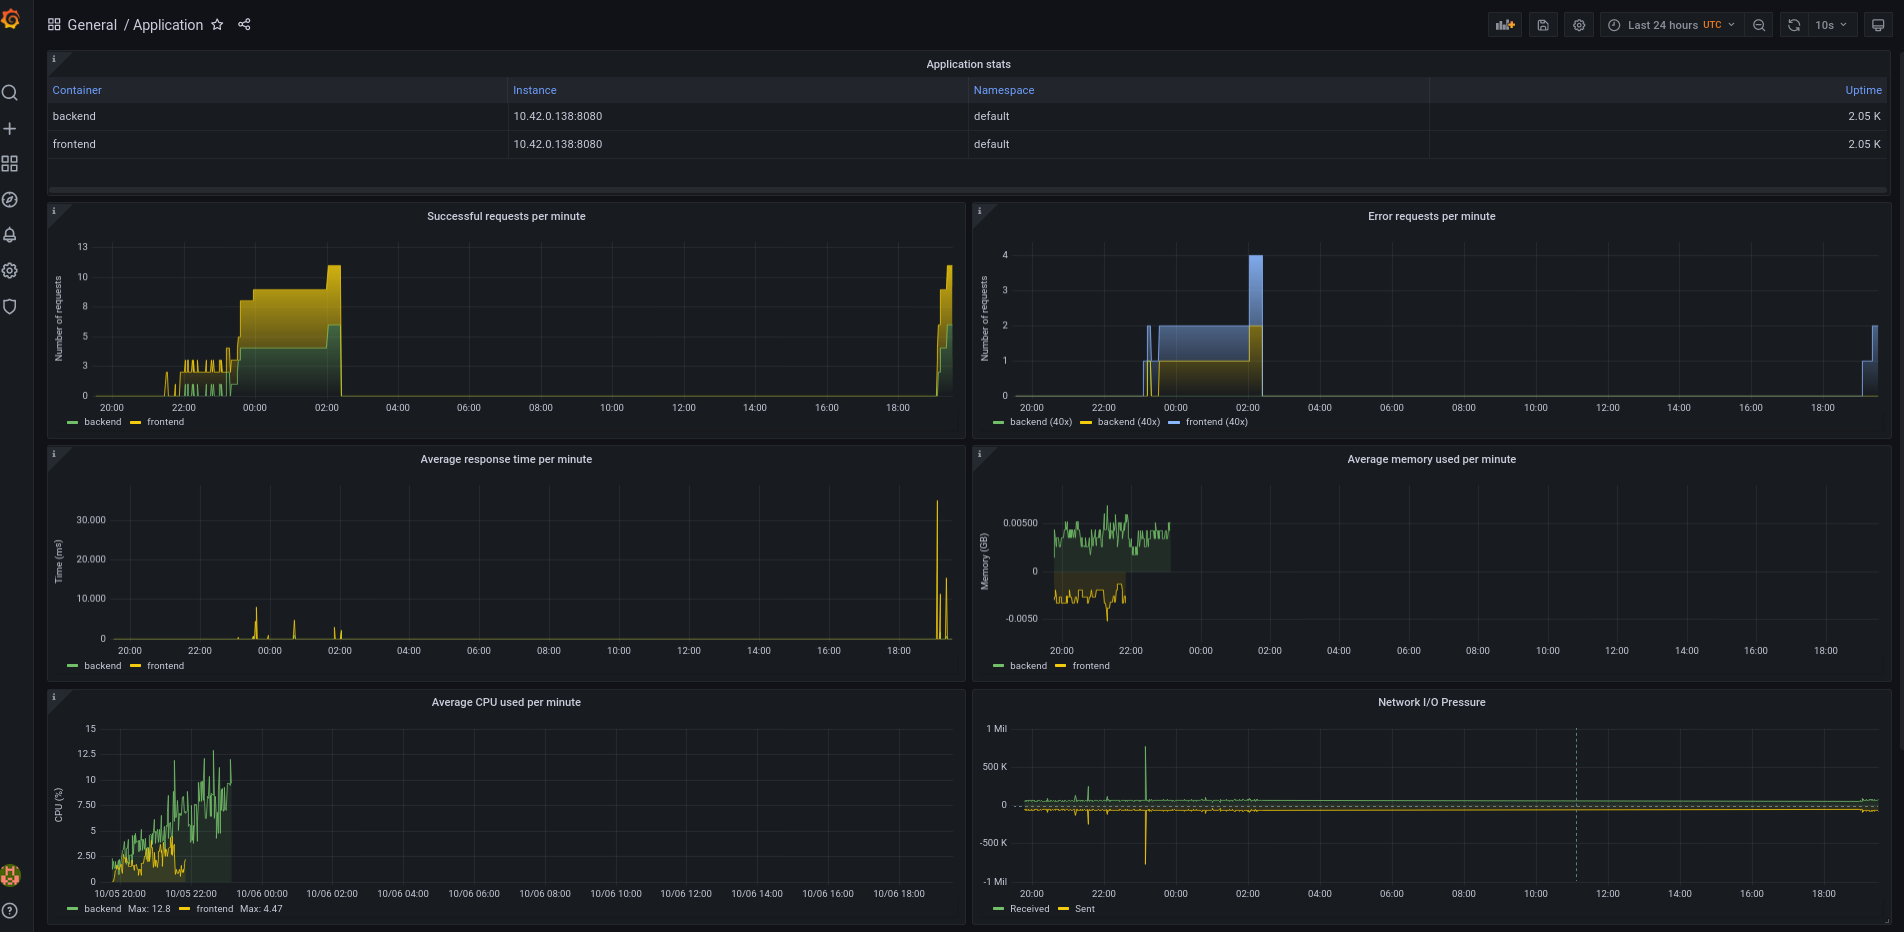 General / Application
Last 24 hours UTC
10s
Application stats
Container Instance Namespace Uptime
backend 10.42.0.138:8080 default 2.05 K
frontend 10.42.0.138:8080 default 2.05 K
Successful requests per minute
Number of requests
13
10
8
5
3
0
20:00 22:00 00:00 02:00 04:00 06:00 08:00 10:00 12:00 14:00 16:00 18:00
backend frontend
Error requests per minute
Number of requests
4
3
2
1
0
20:00 22:00 00:00 02:00 04:00 06:00 08:00 10:00 12:00 14:00 16:00 18:00
backend (40x) backend (40x) frontend (40x)
Average response time per minute
Time (ms)
30.000
20.000
10.000
0
20:00 22:00 00:00 02:00 04:00 06:00 08:00 10:00 12:00 14:00 16:00 18:00
backend frontend
Average memory used per minute
Memory (GB)
0.00500
0
-0.0050
20:00 22:00 00:00 02:00 04:00 06:00 08:00 10:00 12:00 14:00 16:00 18:00
backend frontend
Average CPU used per minute
CPU (%)
15
12.5
10
7.50
5
2.50
0
10/05 20:00 10/05 22:00 10/06 00:00 10/06 02:00 10/06 04:00 10/06 06:00 10/06 08:00 10/06 10:00 10/06 12:00 10/06 14:00 10/06 16:00 10/06 18:00
backend Max: 12.8 frontend Max: 4.47
Network I/O Pressure
1 Mil
500 K
0
-500 K
-1 Mil
20:00 22:00 00:00 02:00 04:00 06:00 08:00 10:00 12:00 14:00 16:00 18:00
Received Sent